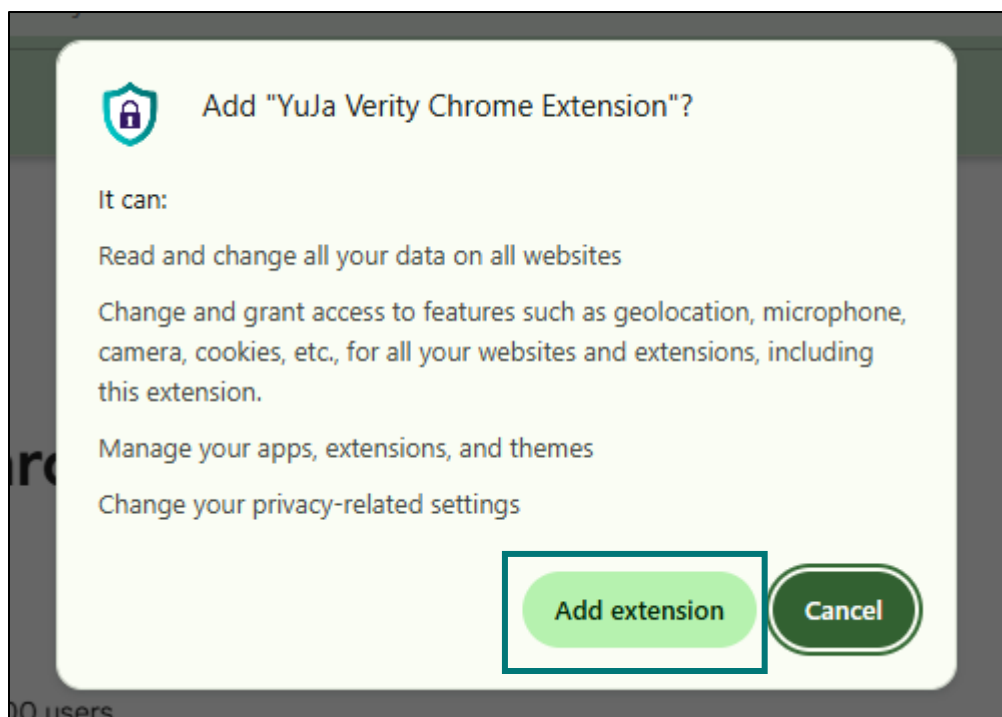 Add "YuJa Verity Chrome Extension"?
It can:
Read and change all your data on all websites
Change and grant access to features such as geolocation, microphone,
camera, cookies, etc., for all your websites and extensions, including
this extension.
Manage your apps, extensions, and themes
Change your privacy-related settings
Add extension
Cancel
users